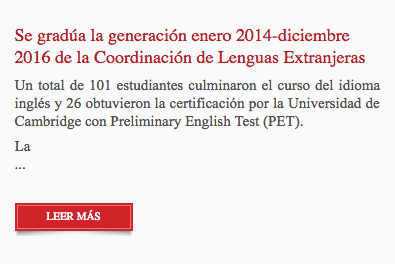 Se gradúa la generación enero 2014-diciembre
2016 de la Coordinación de Lenguas Extranjeras
Un total de 101 estudiantes culminaron el curso del idioma
inglés y 26 obtuvieron la certificación por la Universidad de
Cambridge con Preliminary English Test (PET).
La
...
LEER MÁS